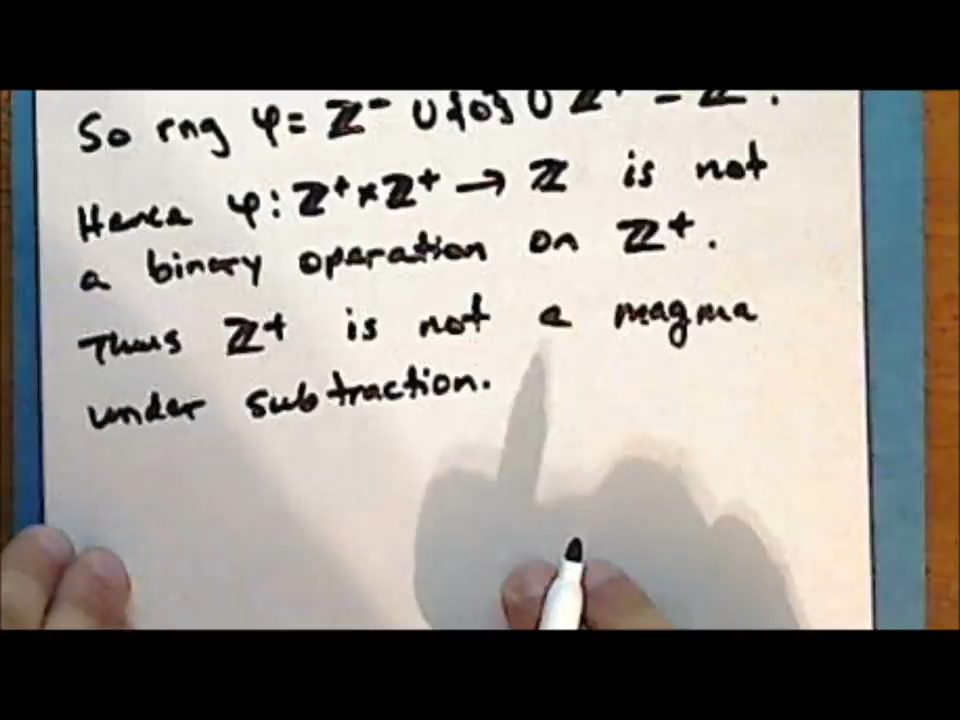 So rng φ = ℤ⁻ ∪ {0} ∪ ℤ⁺ = ℤ.
Hence φ: ℤ⁺ × ℤ⁺ → ℤ is not
a binary operation on ℤ⁺.
Thus ℤ⁺ is not a magma
under subtraction.